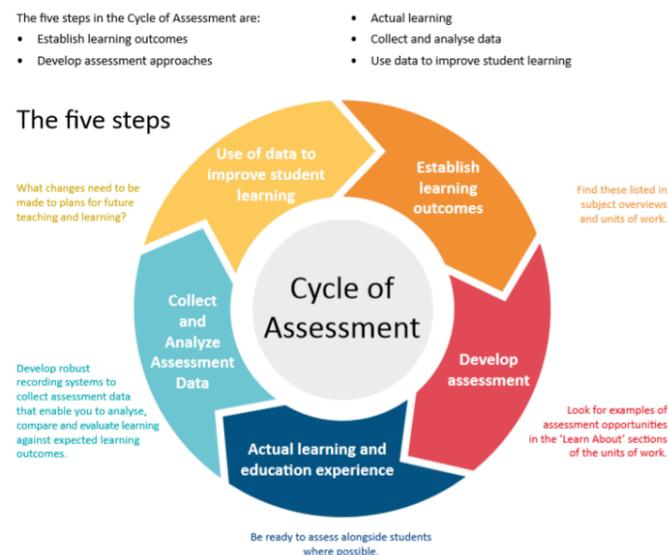 The five steps in the Cycle of Assessment are:
• Establish learning outcomes
• Develop assessment approaches
• Actual learning
• Collect and analyse data
• Use data to improve student learning
The five steps
Use of data to
improve student
learning
Establish
learning
outcomes
What changes need to be
made to plans for future
teaching and learning?
Find these listed in
subject overviews
and units of work.
Cycle of
Assessment
Collect
and
Analyze
Assessment
Data
Develop
assessment
Develop robust
recording systems to
collect assessment data
that enable you to analyse,
compare and evaluate learning
against expected learning
outcomes.
Look for examples of
assessment opportunities
in the ‘Learn About’ sections
of the units of work.
Actual learning and
education experience
Be ready to assess alongside students
where possible.